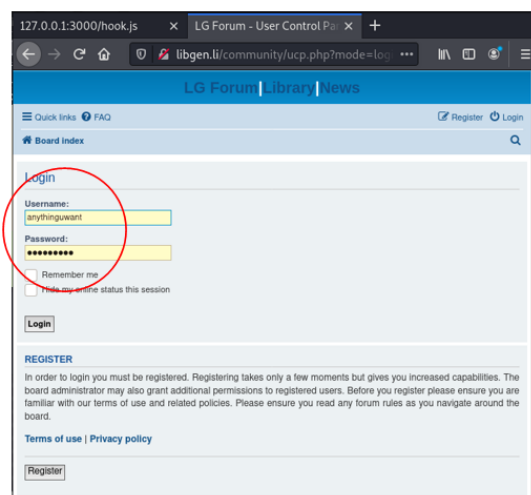 127.0.0.1:3000/hook.js
LG Forum - User Control Pa
libgen.li/community/ucp.php?mode=log
LG Forum|Library|News
Quick links FAQ Register Login
Board index
Login
Username:
anythinguwant
Password:
Remember me
Hide my online status this session
Login
REGISTER
In order to login you must be registered. Registering takes only a few moments but gives you increased capabilities. The
board administrator may also grant additional permissions to registered users. Before you register please ensure you are
familiar with our terms of use and related policies. Please ensure you read any forum rules as you navigate around the
board.
Terms of use | Privacy policy
Register